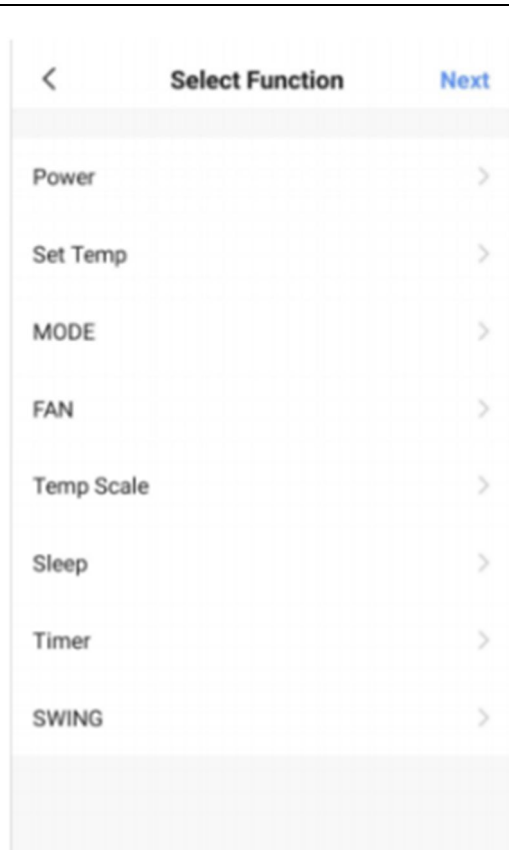 Select Function Next
Power
Set Temp
MODE
FAN
Temp Scale
Sleep
Timer
SWING